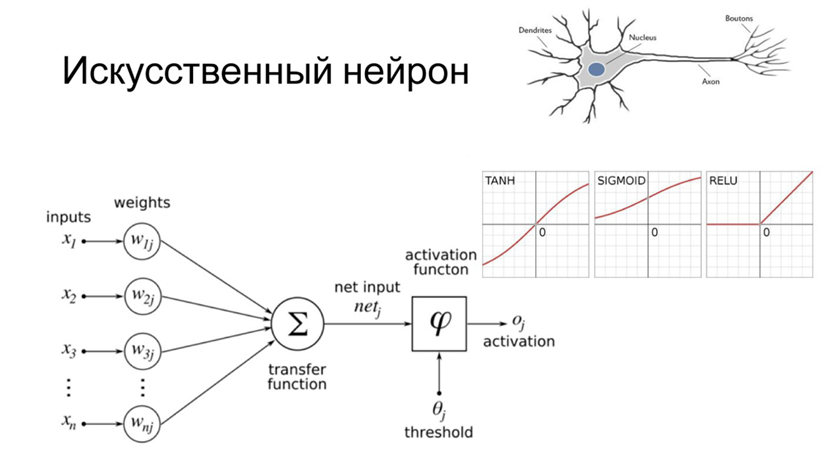 Искусственный нейрон
Dendrites
Nucleus
Boutons
Axon
TANH
0
SIGMOID
0
RELU
0
inputs
weights
x₁
w₁ⱼ
x₂
w₂ⱼ
x₃
w₃ⱼ
⋮
⋮
xₙ
wₙⱼ
Σ
transfer
function
net input
netⱼ
activation
functon
φ
oⱼ
activation
θⱼ
threshold